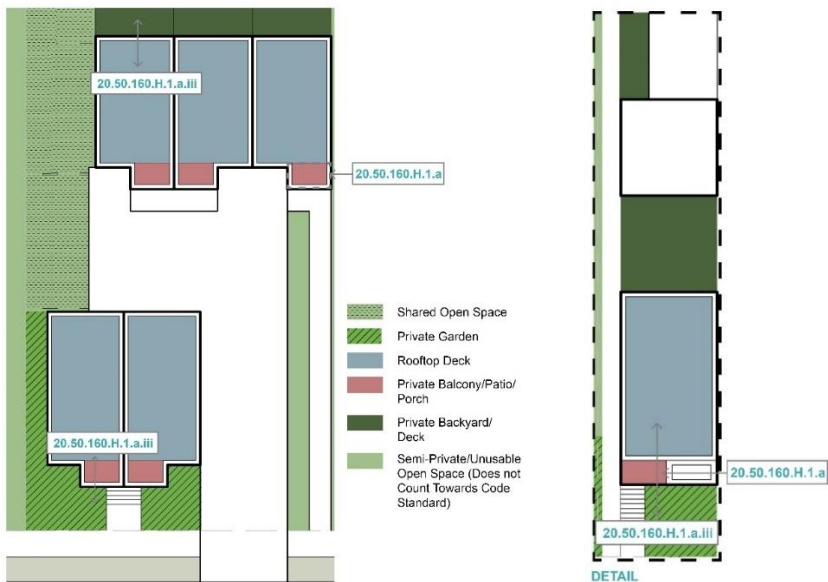 20.50.160.H.1.a.iii
20.50.160.H.1.a
20.50.160.H.1.a.iii
Shared Open Space
Private Garden
Rooftop Deck
Private Balcony/Patio/
Porch
Private Backyard/
Deck
Semi-Private/Unusable
Open Space (Does not
Count Towards Code
Standard)
20.50.160.H.1.a
20.50.160.H.1.a.iii
DETAIL